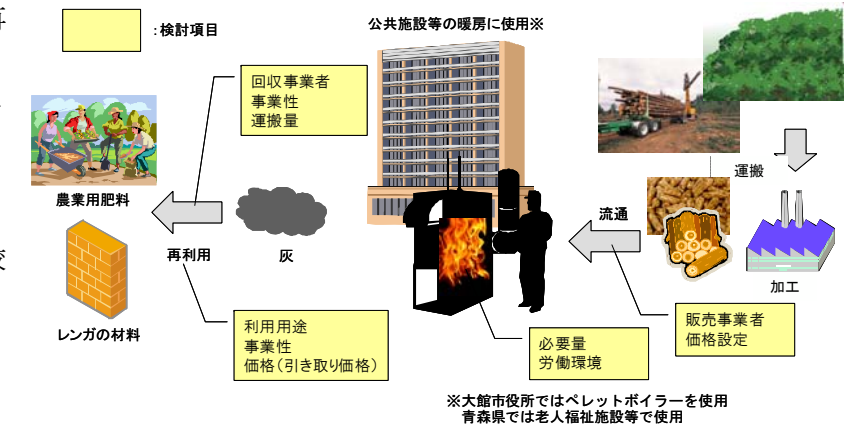 :検討項目
公共施設等の暖房に使用※
回収事業者
事業性
運搬量
運搬
農業用肥料
流通
再利用
灰
加工
レンガの材料
利用用途
事業性
価格(引き取り価格)
必要量
労働環境
販売事業者
価格設定
※大館市役所ではペレットボイラーを使用
青森県では老人福祉施設等で使用